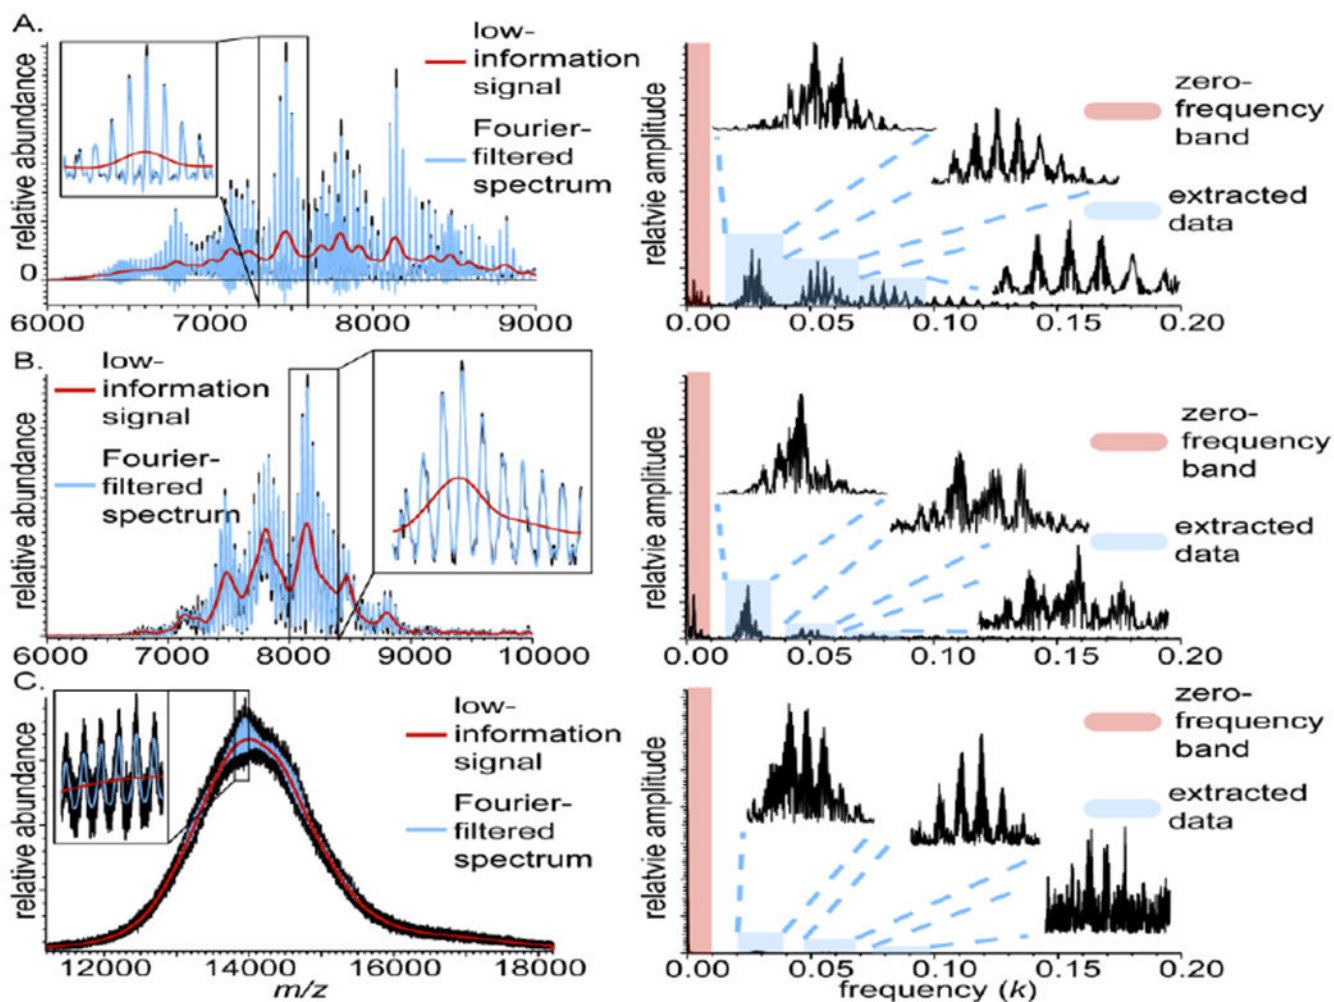 A.
low-
information
signal
Fourier-
filtered
spectrum
relative abundance
0
6000 7000 8000 9000
zero-
frequency
band
extracted
data
relatvie amplitude
0.00 0.05 0.10 0.15 0.20
B.
low-
information
signal
Fourier-
filtered
spectrum
relative abundance
6000 7000 8000 9000 10000
zero-
frequency
band
extracted
data
relatvie amplitude
0.00 0.05 0.10 0.15 0.20
C.
low-
information
signal
Fourier-
filtered
spectrum
relative abundance
12000 14000 16000 18000
m/z
zero-
frequency
band
extracted
data
relatvie amplitude
0.00 0.05 0.10 0.15 0.20
frequency (k)